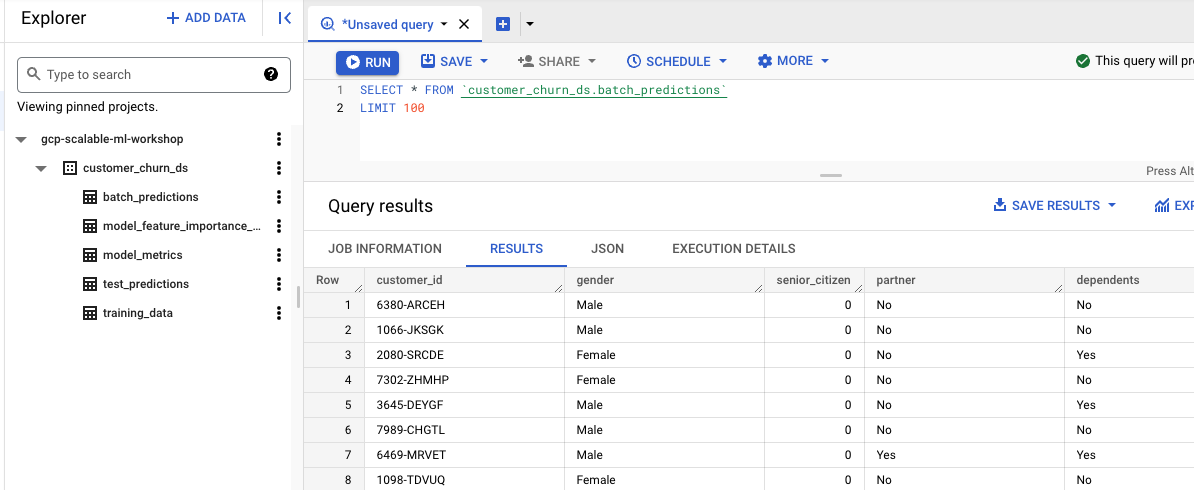 Explorer
+ ADD DATA
Type to search
Viewing pinned projects.
gcp-scalable-ml-workshop
customer_churn_ds
batch_predictions
model_feature_importance_...
model_metrics
test_predictions
training_data
*Unsaved query
RUN
SAVE
SHARE
SCHEDULE
MORE
This query will pr
1 SELECT * FROM `customer_churn_ds.batch_predictions`
2 LIMIT 100
Press Alt
Query results
SAVE RESULTS
EXP
JOB INFORMATION RESULTS JSON EXECUTION DETAILS
Row customer_id gender senior_citizen partner dependents
1 6380-ARCEH Male 0 No No
2 1066-JKSGK Male 0 No No
3 2080-SRCDE Female 0 No Yes
4 7302-ZHMHP Female 0 No No
5 3645-DEYGF Male 0 No Yes
6 7989-CHGTL Male 0 No No
7 6469-MRVET Male 0 Yes Yes
8 1098-TDVUQ Female 0 No No